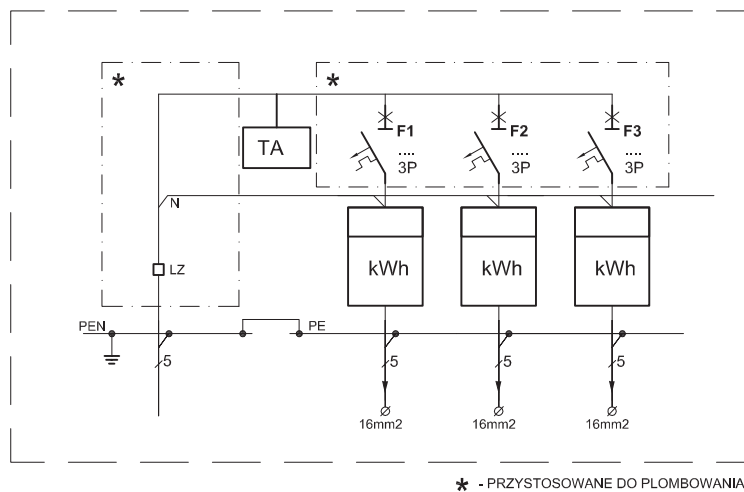 *
*
TA
F1
....
3P
F2
....
3P
F3
....
3P
N
kWh
kWh
kWh
LZ
PEN
PE
5
5
5
5
16mm2
16mm2
16mm2
* - PRZYSTOSOWANE DO PLOMBOWANIA